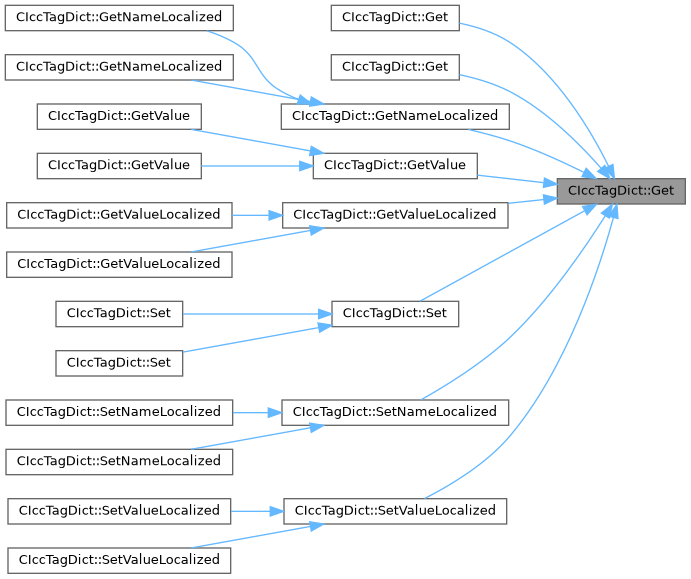 CIccTagDict::GetNameLocalized
CIccTagDict::Get
CIccTagDict::GetNameLocalized
CIccTagDict::Get
CIccTagDict::GetValue
CIccTagDict::GetNameLocalized
CIccTagDict::GetValue
CIccTagDict::GetValue
CIccTagDict::Get
CIccTagDict::GetValueLocalized
CIccTagDict::GetValueLocalized
CIccTagDict::GetValueLocalized
CIccTagDict::Set
CIccTagDict::Set
CIccTagDict::Set
CIccTagDict::SetNameLocalized
CIccTagDict::SetNameLocalized
CIccTagDict::SetNameLocalized
CIccTagDict::SetValueLocalized
CIccTagDict::SetValueLocalized
CIccTagDict::SetValueLocalized